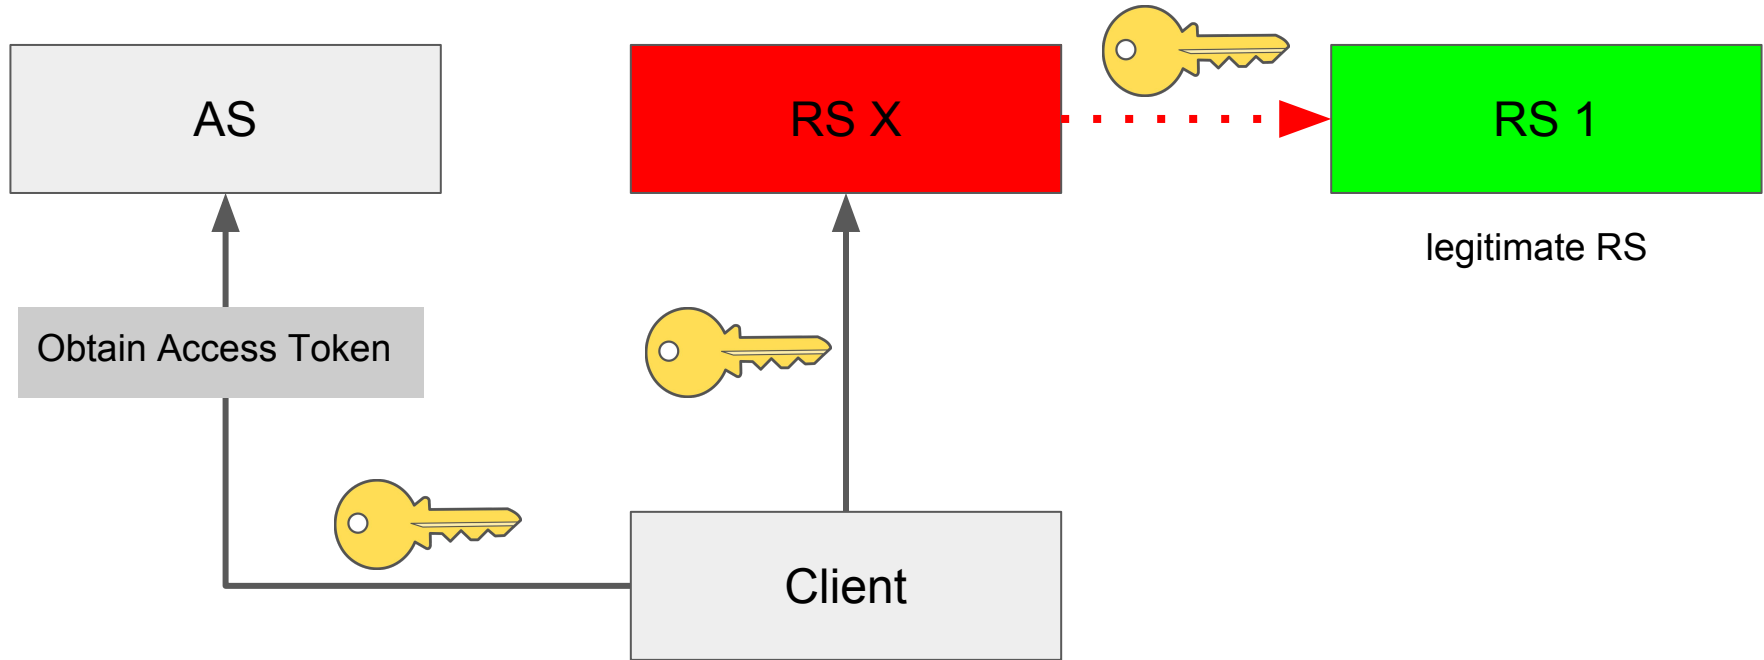 AS
RS X
RS 1
legitimate RS
Obtain Access Token
Client